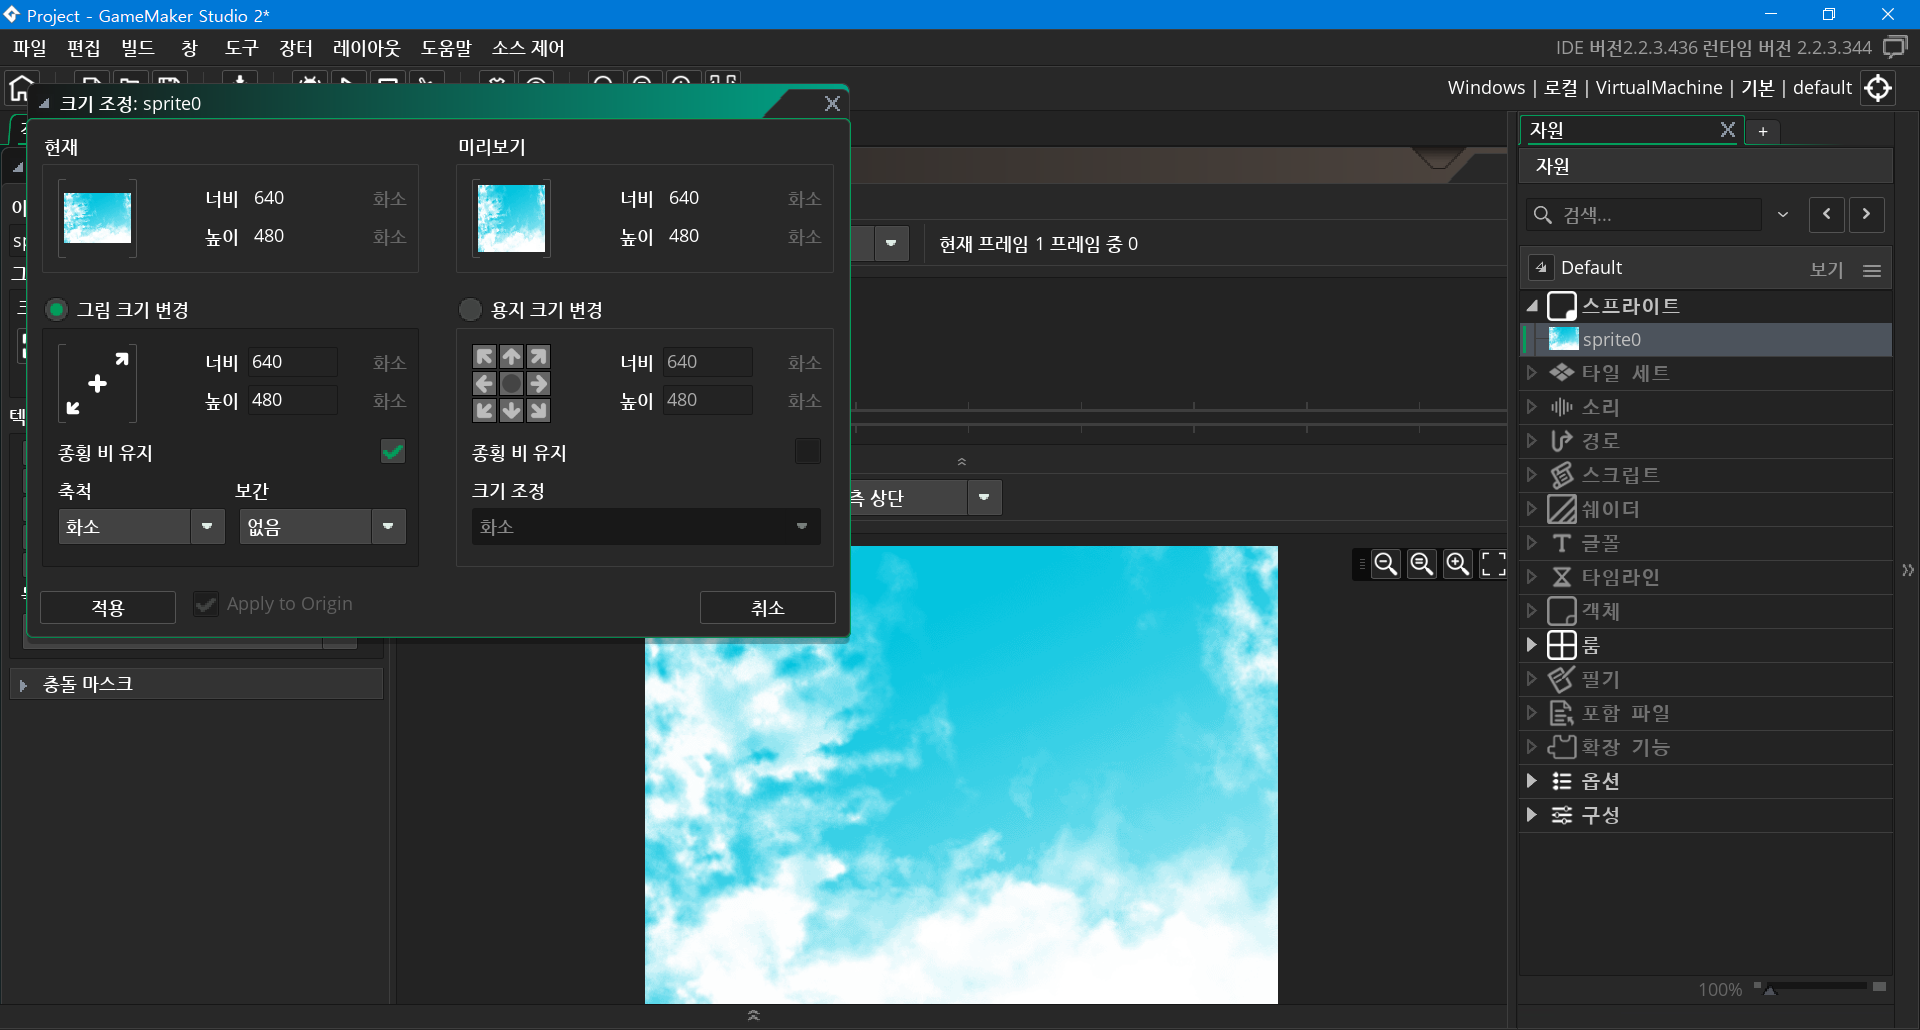 Project - GameMaker Studio 2*
파일 편집 빌드 창 도구 장터 레이아웃 도움말 소스 제어
IDE 버전2.2.3.436 런타임 버전 2.2.3.344
Windows | 로컬 | VirtualMachine | 기본 | default
크기 조정: sprite0
현재
너비 640 화소
높이 480 화소
미리보기
너비 640 화소
높이 480 화소
그림 크기 변경
너비 640 화소
높이 480 화소
종횡 비 유지
축척 보간
화소 없음
용지 크기 변경
너비 640 화소
높이 480 화소
종횡 비 유지
크기 조정
화소
적용 Apply to Origin 취소
현재 프레임 1 프레임 중 0
측 상단
충돌 마스크
자원 +
자원
검색...
Default 보기
스프라이트
sprite0
타일 세트
소리
경로
스크립트
쉐이더
글꼴
타임라인
객체
룸
필기
포함 파일
확장 기능
옵션
구성
100%